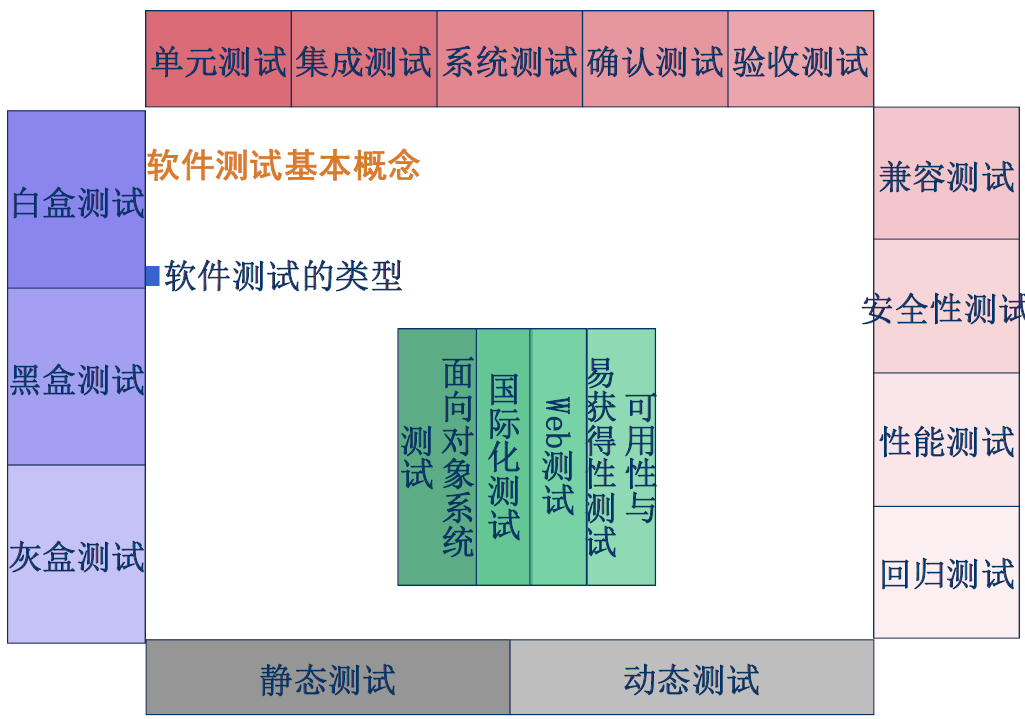 单元测试
集成测试
系统测试
确认测试
验收测试
白盒测试
黑盒测试
灰盒测试
软件测试基本概念
软件测试的类型
面向对象系统
测试
国际化测试
Web测试
可用性与
易获得性测试
兼容测试
安全性测试
性能测试
回归测试
静态测试
动态测试